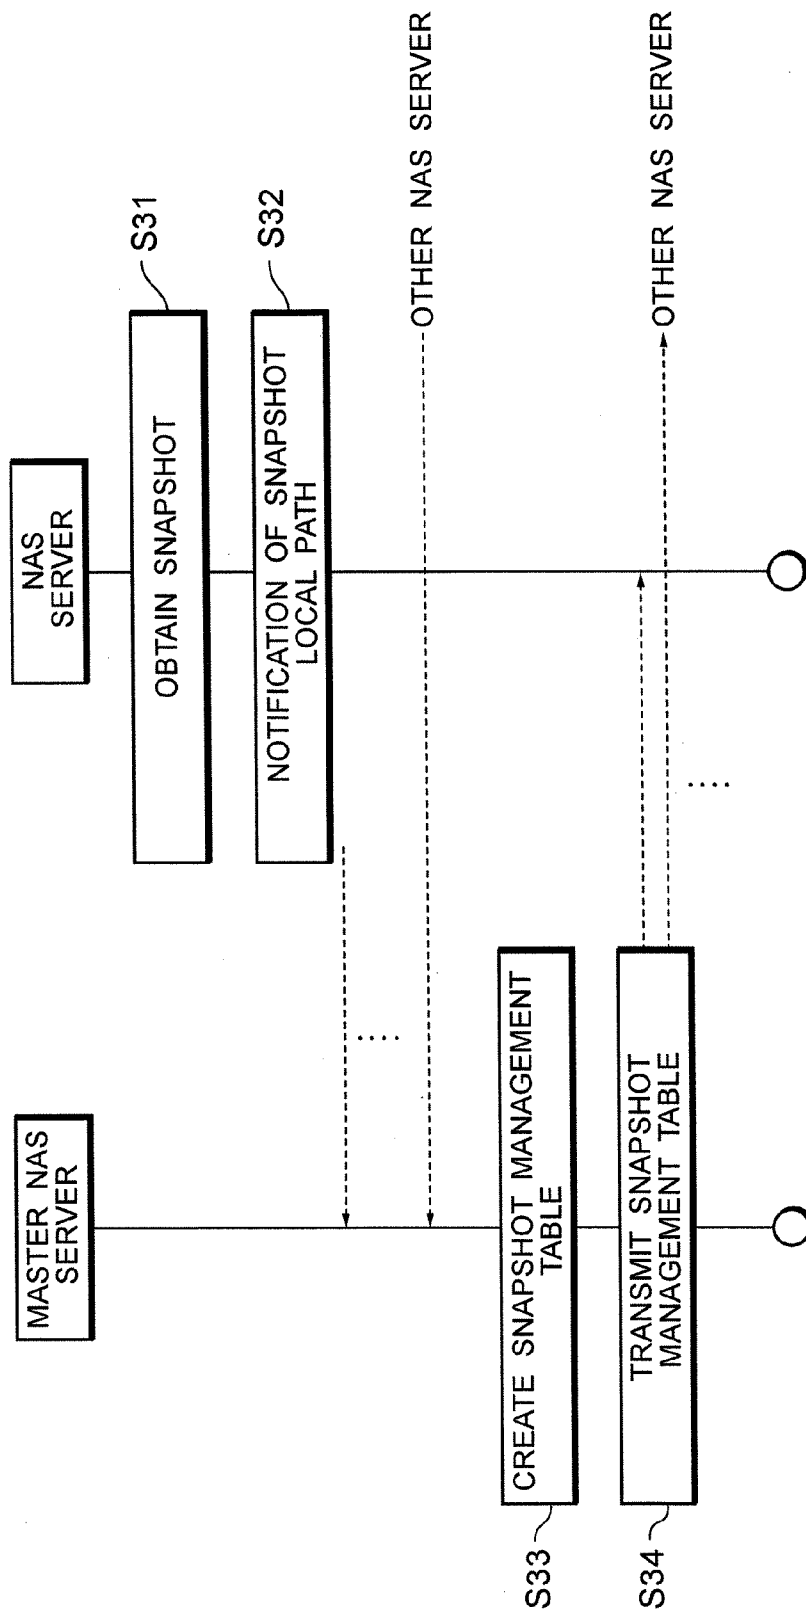 MASTER NAS
SERVER
NAS
SERVER
OBTAIN SNAPSHOT
S31
NOTIFICATION OF SNAPSHOT
LOCAL PATH
S32
OTHER NAS SERVER
S33
CREATE SNAPSHOT MANAGEMENT
TABLE
S34
TRANSMIT SNAPSHOT
MANAGEMENT TABLE
OTHER NAS SERVER